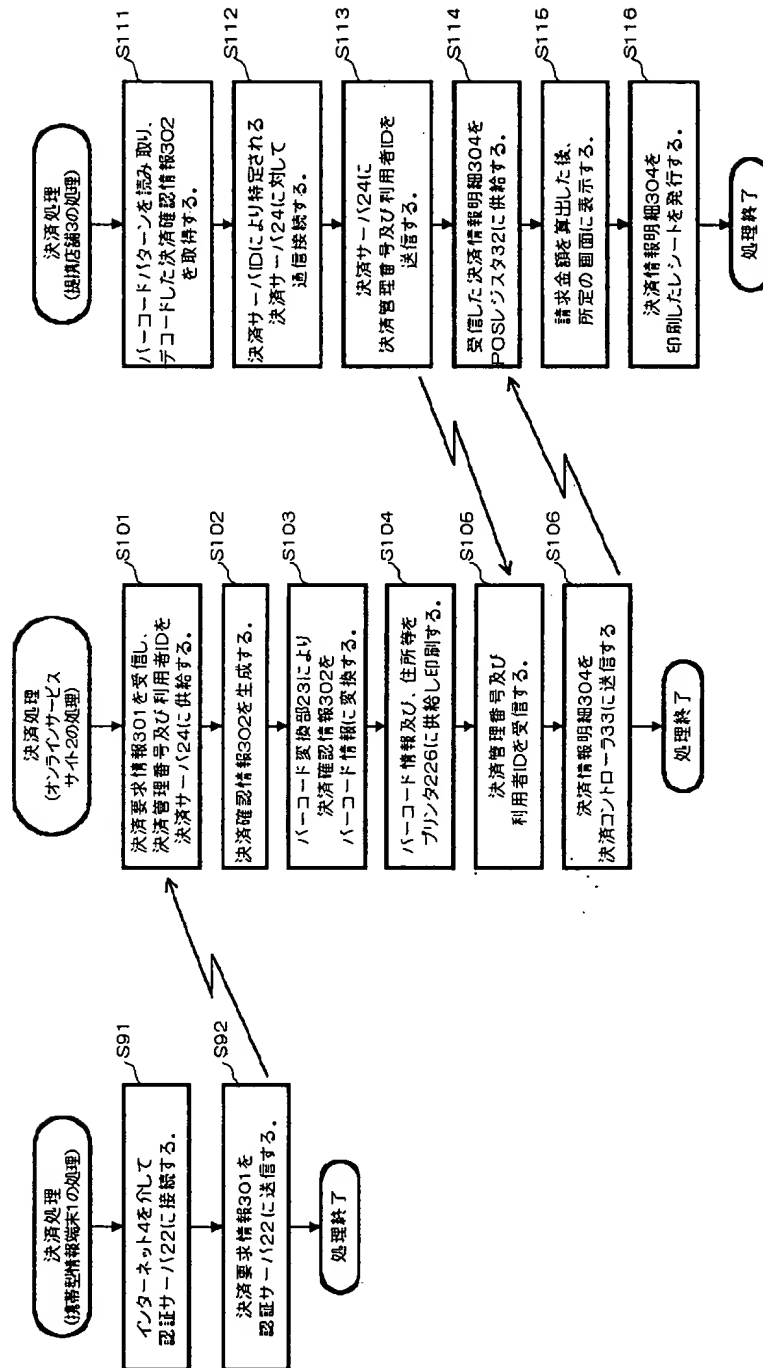 決済処理
(携帯型情報端末1の処理)
S91
インターネット4を介して
認証サーバ22に接続する。
S92
決済要求情報301を
認証サーバ22に送信する。
処理終了
決済処理
(オンラインサービス
サイト2の処理)
S101
決済要求情報301を受信し、
決済管理番号及び利用者IDを
決済サーバ24に供給する。
S102
決済確認情報302を生成する。
S103
バーコード変換部23により
決済確認情報302を
バーコード情報に変換する。
S104
バーコード情報及び、住所等を
プリンタ226に供給し印刷する。
S105
決済管理番号及び
利用者IDを受信する。
S106
決済情報明細304を
決済コントローラ33に送信する
処理終了
決済処理
(提携店舗3の処理)
S111
バーコードパターンを読み取り、
デコードした決済確認情報302
を取得する。
S112
決済サーバIDにより特定される
決済サーバ24に対して
通信接続する。
S113
決済サーバ24に
決済管理番号及び利用者IDを
送信する。
S114
受信した決済情報明細304を
POSレジスタ32に供給する。
S115
請求金額を算出した後、
所定の画面に表示する。
S116
決済情報明細304を
印刷したレシートを発行する。
処理終了